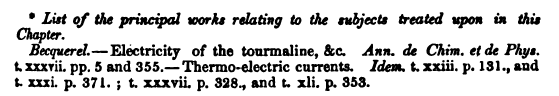 * List of the principal works relating to the subjects treated upon in this
Chapter.
Becquerel.—Electricity of the tourmaline, &c. Ann. de Chim. et de Phys.
t. xxxvii. pp. 5 and 355.—Thermo-electric currents. Idem. t. xxiii. p. 131., and
t. xxxi. p. 371. ; t. xxxvii. p. 328., and t. xli. p. 353.